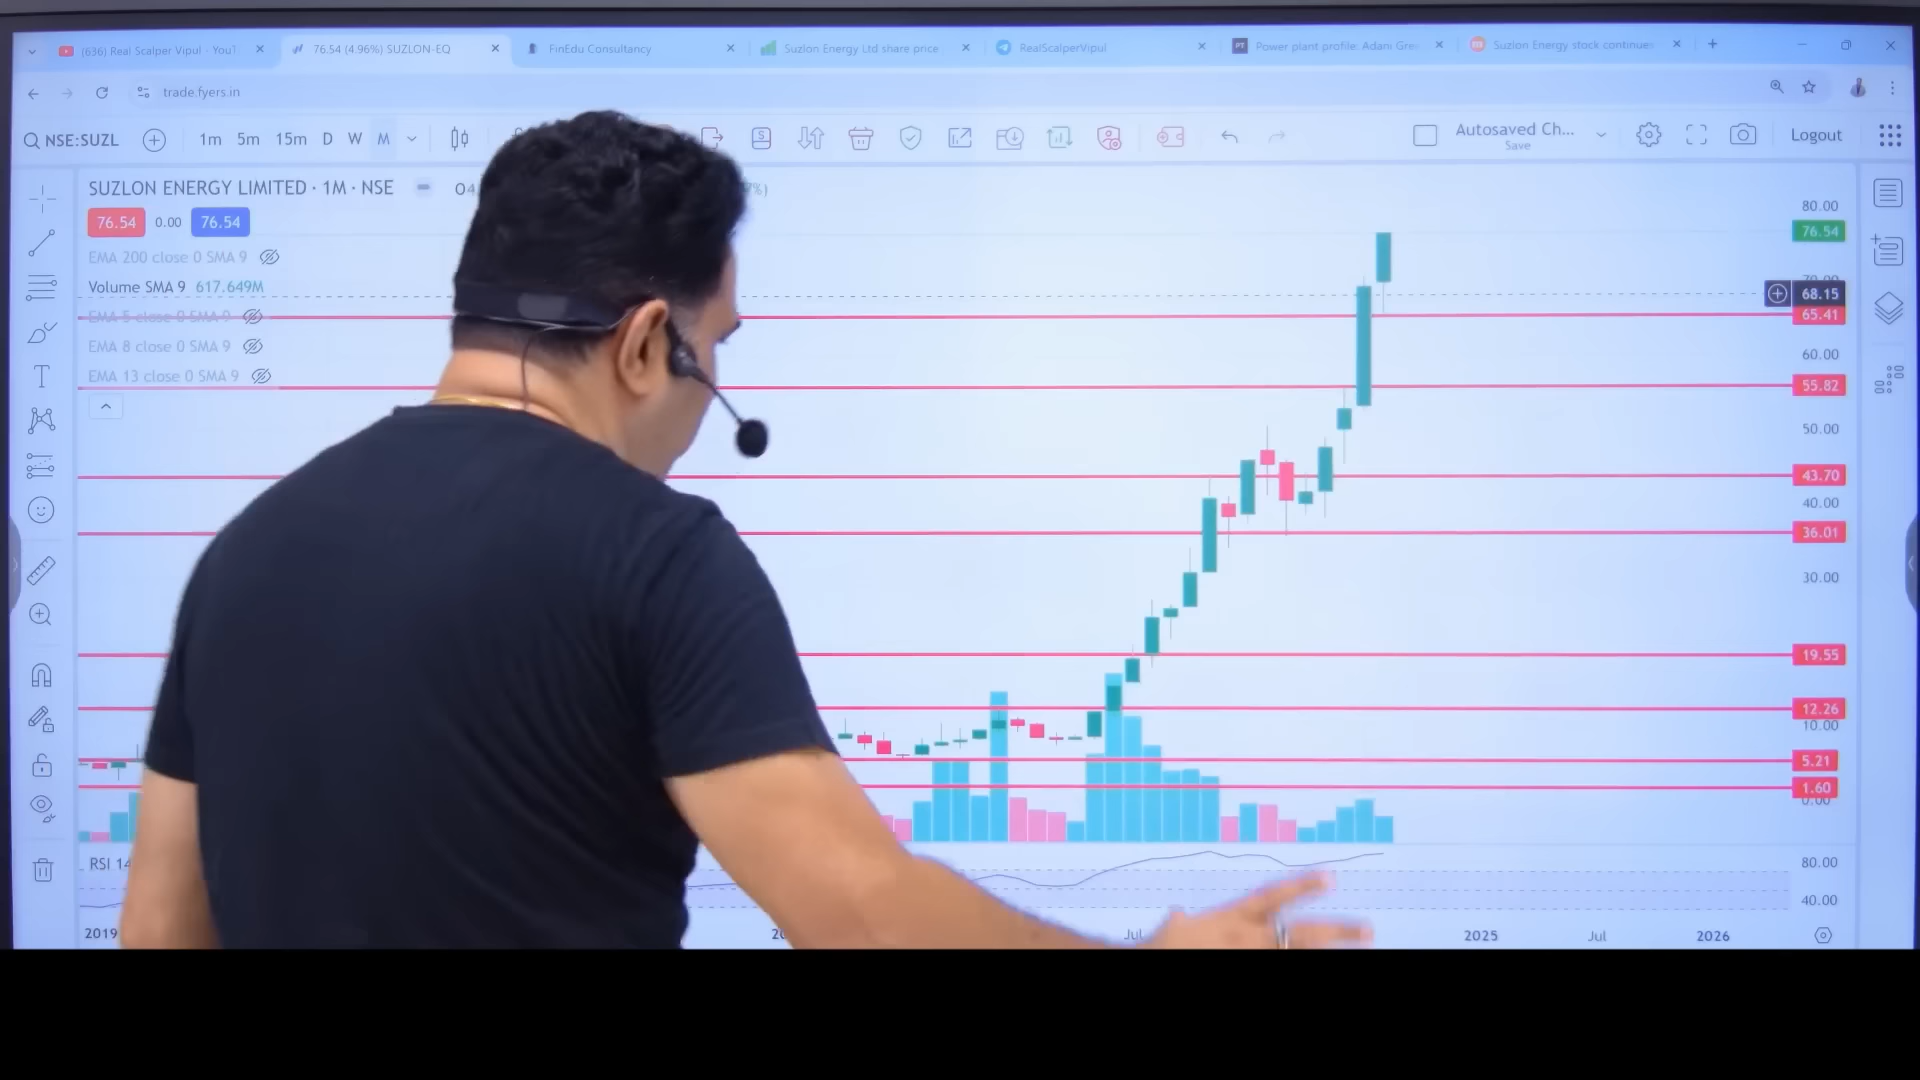 (636) Real Scalper Vipul - YouT
76.54 (4.96%) SUZLON-EQ
FinEdu Consultancy
Suzlon Energy Ltd share price
RealScalperVipul
Power plant profile: Adani Gre
Suzlon Energy stock continues
trade.fyers.in
NSE:SUZL
1m 5m 15m D W M
Autosaved Ch...
Save
Logout
SUZLON ENERGY LIMITED · 1M · NSE
76.54 0.00 76.54
EMA 200 close 0 SMA 9
Volume SMA 9 617.649M
EMA 5 close 0 SMA 9
EMA 8 close 0 SMA 9
EMA 13 close 0 SMA 9
80.00
76.54
70.00
68.15
65.41
60.00
55.82
50.00
43.70
40.00
36.01
30.00
19.55
12.26
10.00
5.21
1.60
0.00
RSI 14
80.00
40.00
2019
Jul
2025
Jul
2026